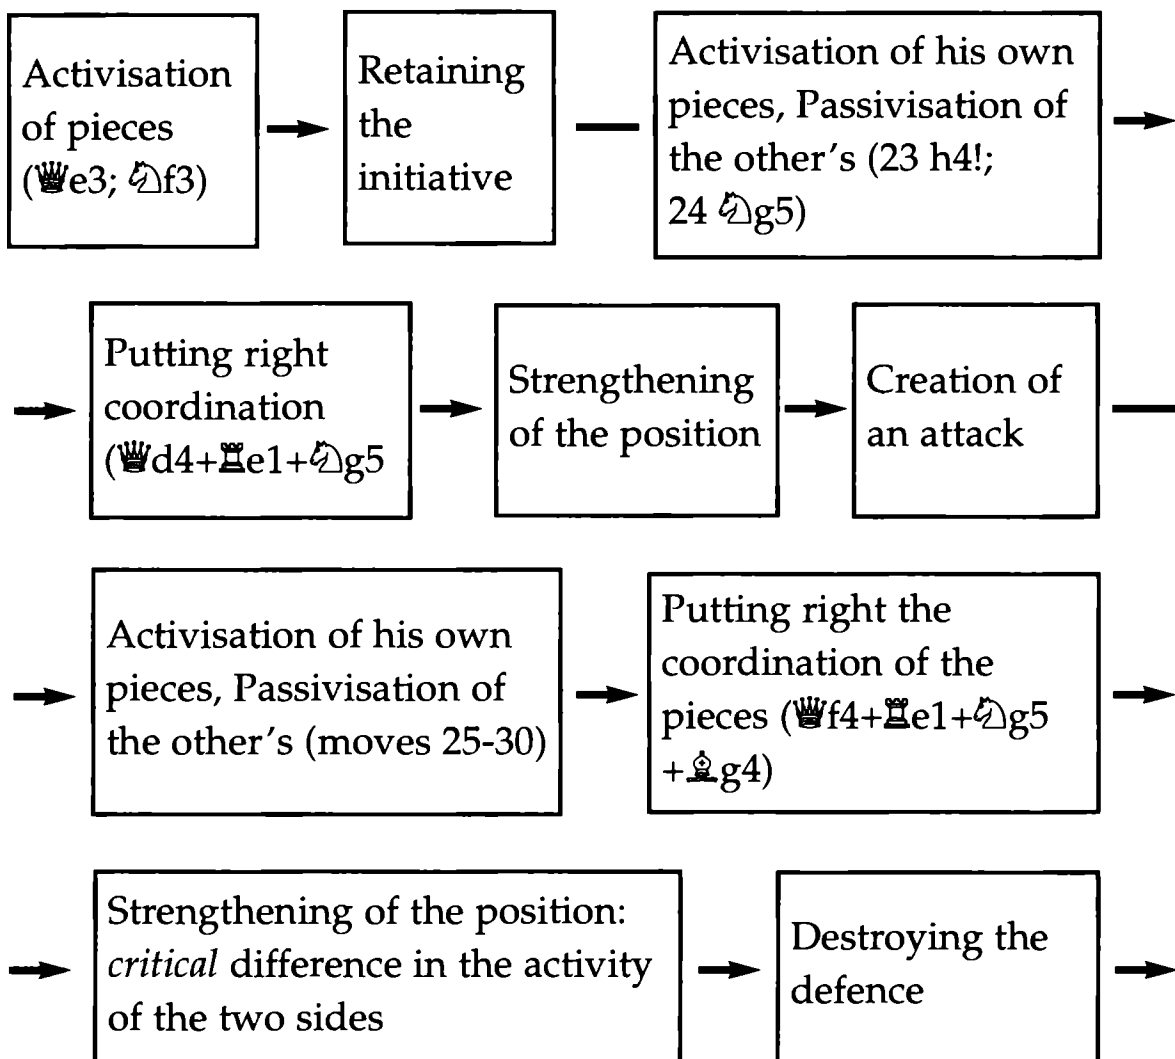 Activisation
of pieces
(♛e3; ♘f3)
Retaining
the
initiative
Activisation of his own
pieces, Passivisation of
the other's (23 h4!;
24 ♘g5)
Putting right
coordination
(♛d4+♖e1+♘g5
Strengthening
of the position
Creation of
an attack
Activisation of his own
pieces, Passivisation of
the other's (moves 25-30)
Putting right the
coordination of the
pieces (♛f4+♖e1+♘g5
+♗g4)
Strengthening of the position:
critical difference in the activity
of the two sides
Destroying the
defence